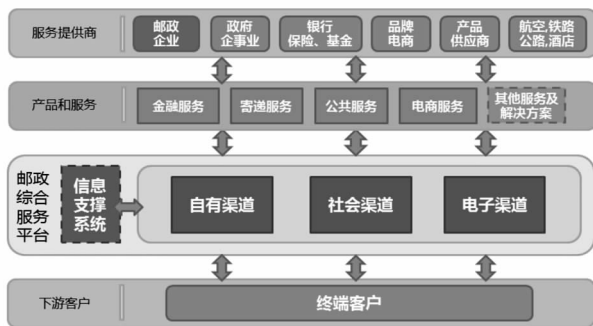 服务提供商
邮政
企业
政府
企事业
银行
保险、基金
品牌
电商
产品
供应商
航空,铁路
公路,酒店
产品和服务
金融服务
寄递服务
公共服务
电商服务
其他服务及
解决方案
邮政
综合
服务
平台
信息
支撑
系统
自有渠道
社会渠道
电子渠道
下游客户
终端客户